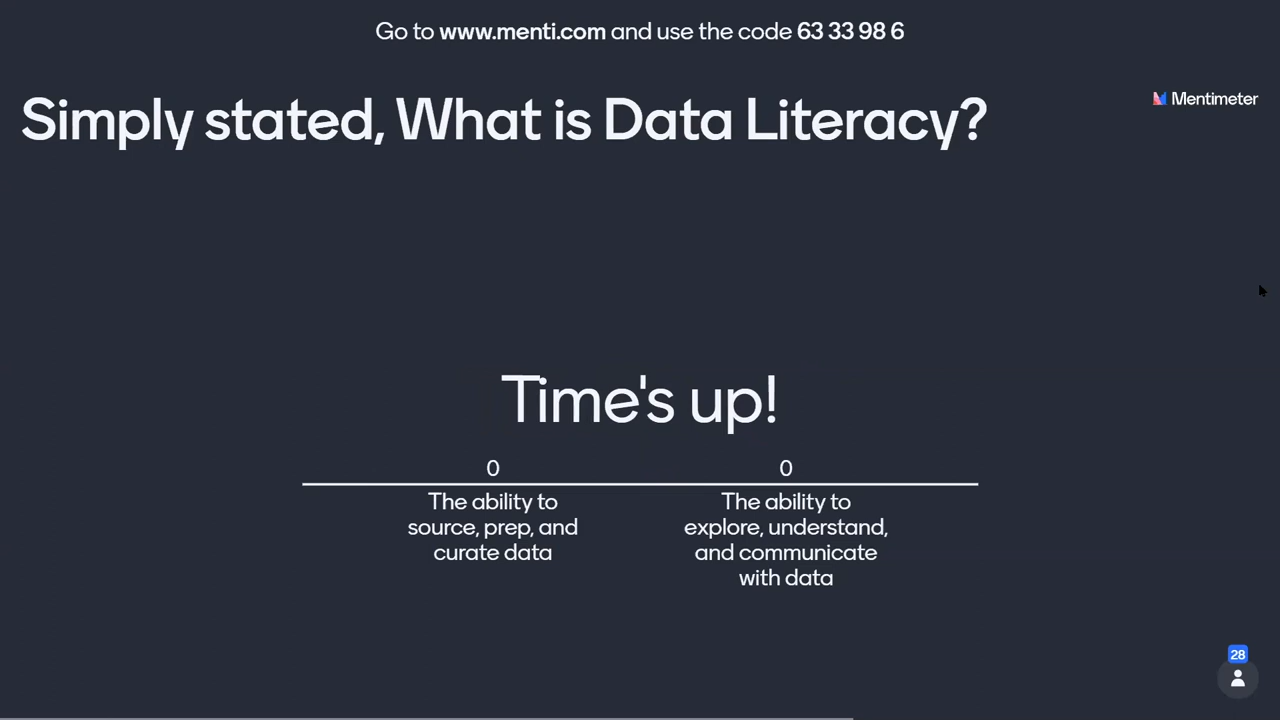 Go to www.menti.com and use the code 63 33 98 6
Simply stated, What is Data Literacy?
Mentimeter
Time's up!
0
0
The ability to
source, prep, and
curate data
The ability to
explore, understand,
and communicate
with data
28